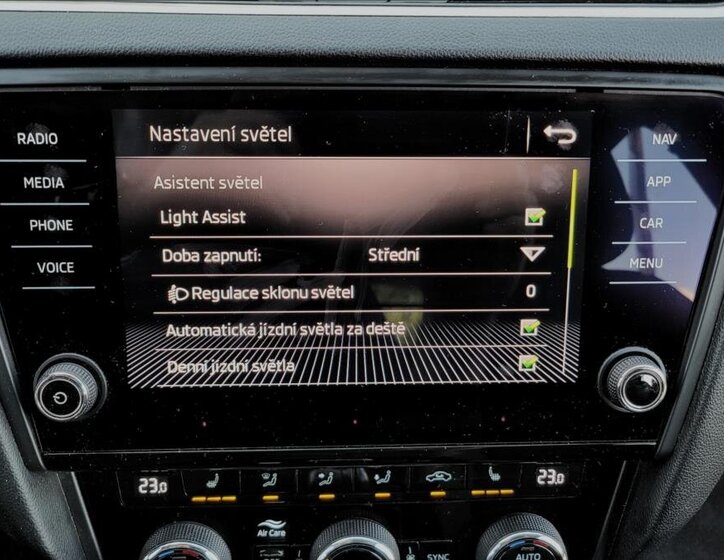 Nastavení světel
RADIO
MEDIA
PHONE
VOICE
NAV
APP
CAR
MENU
Asistent světel
Light Assist
Doba zapnutí: Střední
Regulace sklonu světel 0
Automatická jízdní světla za deště
Denní jízdní světla
23.0
23.0
Air Care
SYNC
AUTO